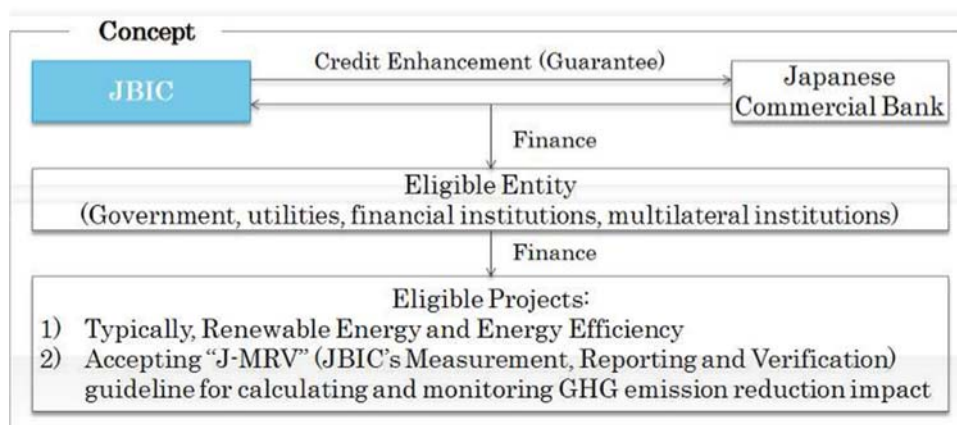 Concept
Credit Enhancement (Guarantee)
JBIC
Japanese
Commercial Bank
Finance
Eligible Entity
(Government, utilities, financial institutions, multilateral institutions)
Finance
Eligible Projects:
1) Typically, Renewable Energy and Energy Efficiency
2) Accepting “J-MRV” (JBIC’s Measurement, Reporting and Verification)
guideline for calculating and monitoring GHG emission reduction impact